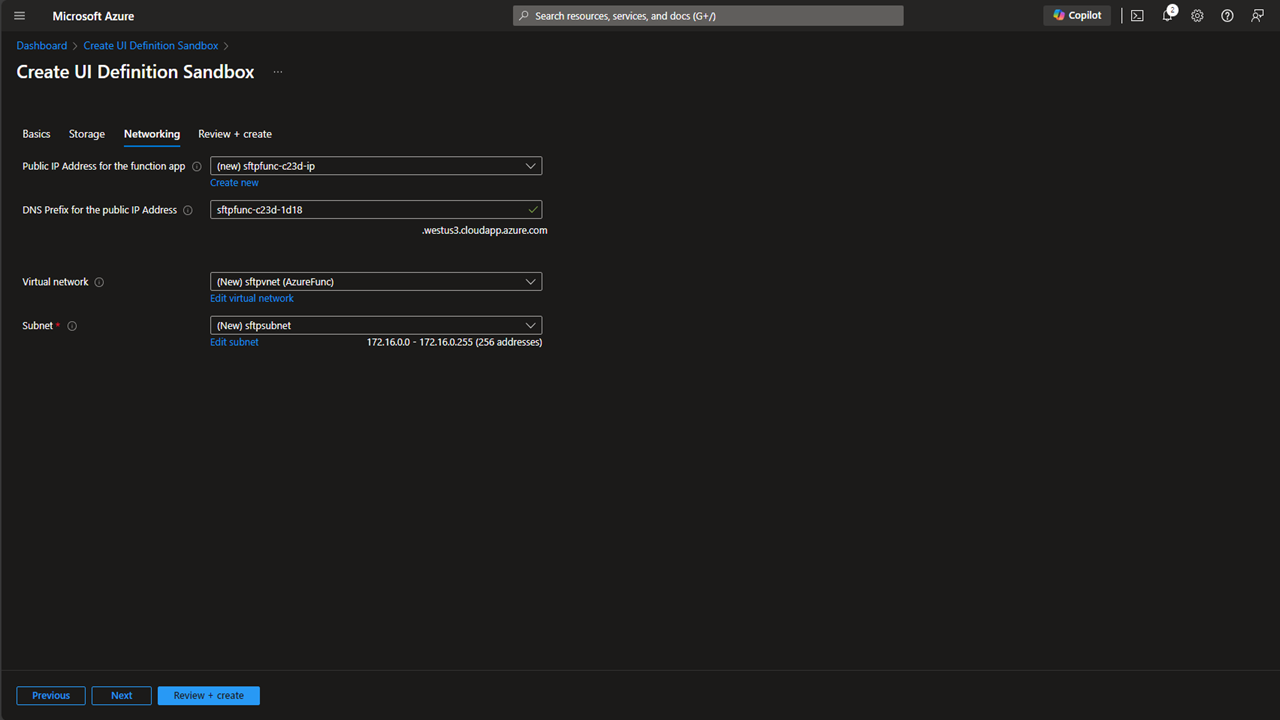 Microsoft Azure
Search resources, services, and docs (G+/)
Copilot
2
Dashboard > Create UI Definition Sandbox >
Create UI Definition Sandbox ...
Basics Storage Networking Review + create
Public IP Address for the function app (new) sftpfunc-c23d-ip
Create new
DNS Prefix for the public IP Address sftpfunc-c23d-1d18
.westus3.cloudapp.azure.com
Virtual network (New) sftpvnet (AzureFunc)
Edit virtual network
Subnet * (New) sftpsubnet
Edit subnet 172.16.0.0 - 172.16.0.255 (256 addresses)
Previous Next Review + create